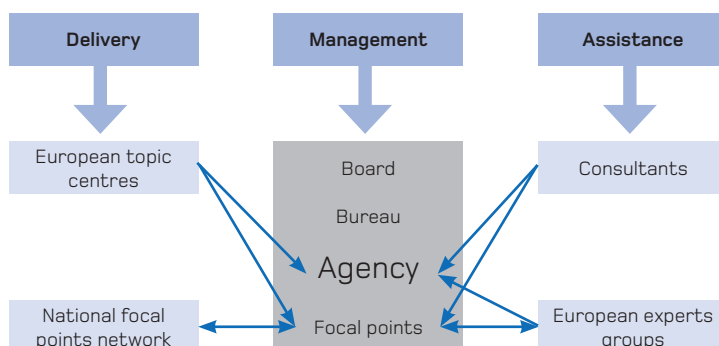 Delivery
Management
Assistance
European topic
centres
Board
Bureau
Agency
Focal points
Consultants
National focal
points network
European experts
groups